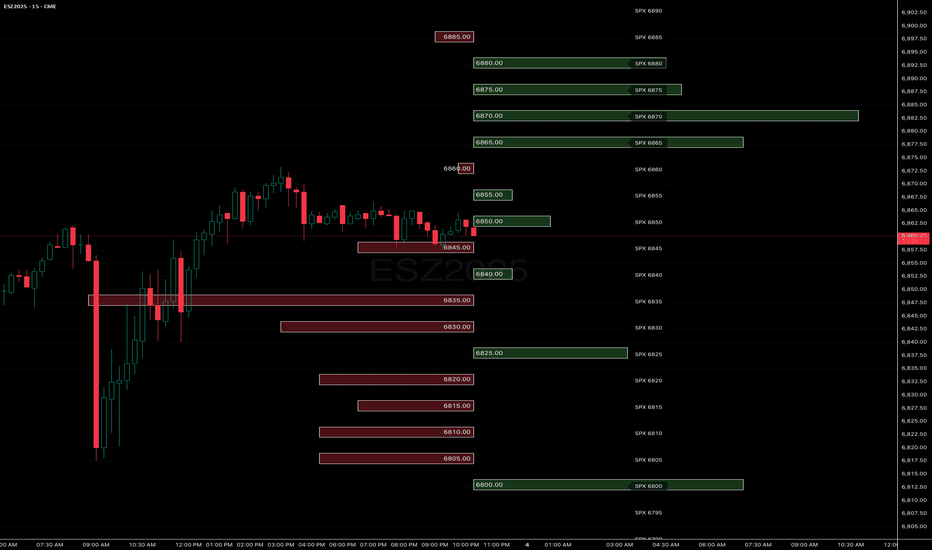 ESZ2025 · 15 · CME
SPX 6890
6885.00 SPX 6885
6880.00 SPX 6880
6875.00 SPX 6875
6870.00 SPX 6870
6865.00 SPX 6865
6860.00 SPX 6860
6855.00 SPX 6855
6850.00 SPX 6850
6845.00 SPX 6845
ESZ2025
6840.00 SPX 6840
6835.00 SPX 6835
6830.00 SPX 6830
6825.00 SPX 6825
6820.00 SPX 6820
6815.00 SPX 6815
6810.00 SPX 6810
6805.00 SPX 6805
6800.00 SPX 6800
SPX 6795
6,902.50
6,900.00
6,897.50
6,895.00
6,892.50
6,890.00
6,887.50
6,885.00
6,882.50
6,880.00
6,877.50
6,875.00
6,872.50
6,870.00
6,867.50
6,865.00
6,862.50
6,860.25
6,857.50
6,855.00
6,852.50
6,850.00
6,847.50
6,845.00
6,842.50
6,840.00
6,837.50
6,835.00
6,832.50
6,830.00
6,827.50
6,825.00
6,822.50
6,820.00
6,817.50
6,815.00
6,812.50
6,810.00
6,807.50
6,805.00
07:30 AM 09:00 AM 10:30 AM 12:00 PM 01:00 PM 02:00 PM 03:00 PM 04:00 PM 06:00 PM 07:00 PM 08:00 PM 09:00 PM 10:00 PM 11:00 PM 4 01:00 AM 03:00 AM 04:30 AM 06:00 AM 07:30 AM 09:00 AM 10:30 AM